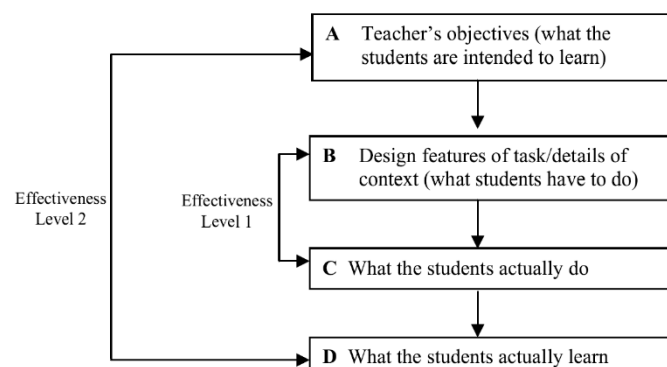 A Teacher's objectives (what the
students are intended to learn)
B Design features of task/details of
context (what students have to do)
Effectiveness
Level 2
Effectiveness
Level 1
C What the students actually do
D What the students actually learn